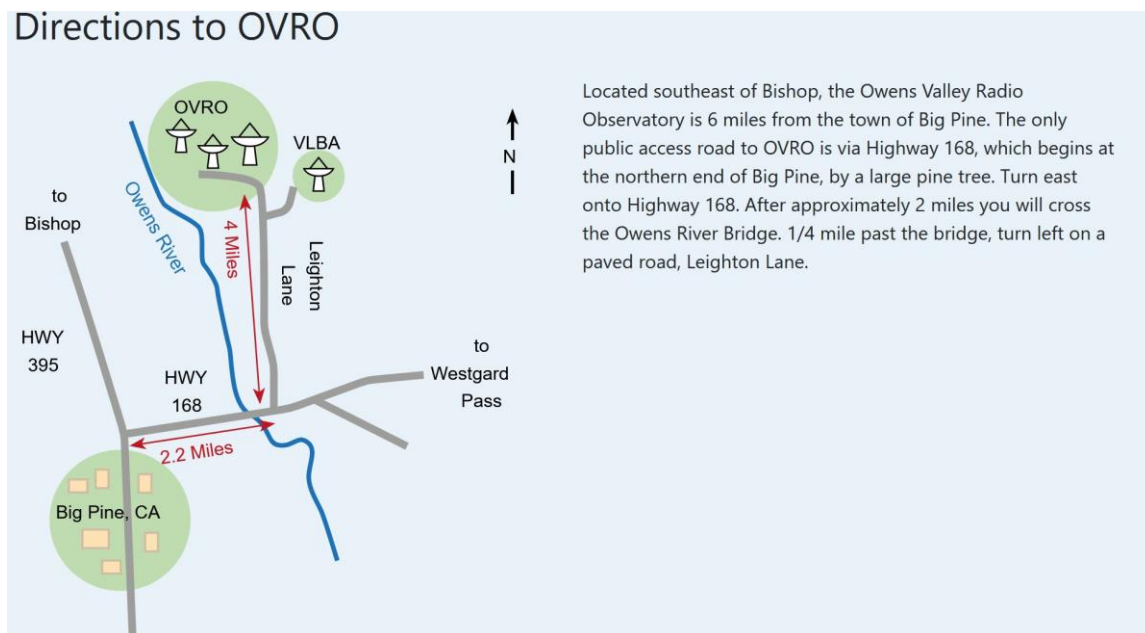 Directions to OVRO
OVRO
VLBA
N
to
Bishop
Owens River
4 Miles
Leighton
Lane
HWY
395
HWY
168
to
Westgard
Pass
2.2 Miles
Big Pine, CA
Located southeast of Bishop, the Owens Valley Radio
Observatory is 6 miles from the town of Big Pine. The only
public access road to OVRO is via Highway 168, which begins at
the northern end of Big Pine, by a large pine tree. Turn east
onto Highway 168. After approximately 2 miles you will cross
the Owens River Bridge. 1/4 mile past the bridge, turn left on a
paved road, Leighton Lane.